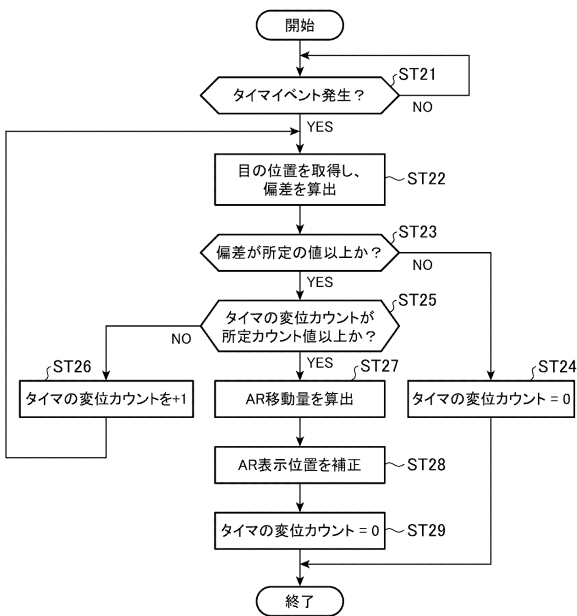 開始
タイマイベント発生？
ST21
NO
YES
目の位置を取得し、
偏差を算出
ST22
偏差が所定の値以上か？
ST23
NO
YES
タイマの変位カウントが
所定カウント値以上か？
ST25
NO
YES
ST26
タイマの変位カウントを+1
ST27
AR移動量を算出
ST24
タイマの変位カウント = 0
AR表示位置を補正
ST28
タイマの変位カウント = 0
ST29
終了